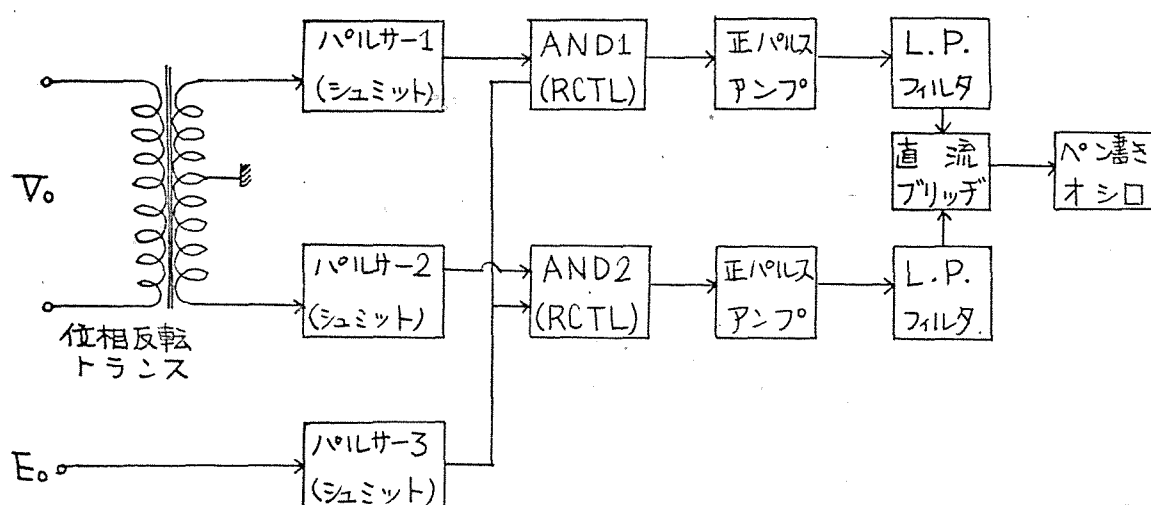 パルサー1
(シュミット)
AND1
(RCTL)
正パルス
アンプ
L.P.
フィルタ
直流
ブリッヂ
ペン書き
オシロ
V₀
パルサー2
(シュミット)
AND2
(RCTL)
正パルス
アンプ
L.P.
フィルタ
位相反転
トランス
E₀
パルサー3
(シュミット)